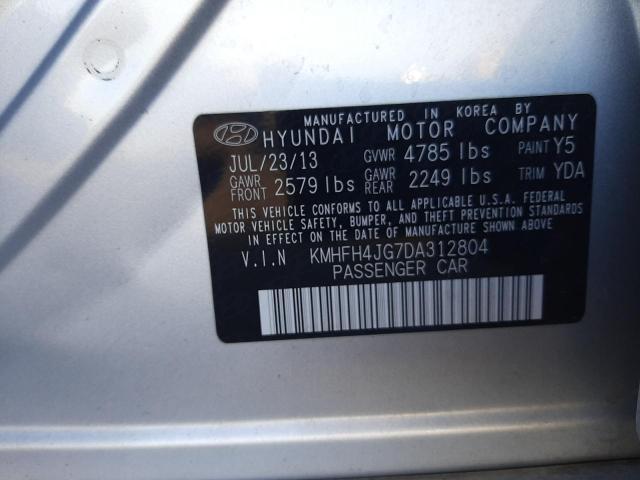 MANUFACTURED IN KOREA BY
HYUNDAI MOTOR COMPANY
JUL/23/13 GVWR 4785 lbs PAINT Y5
GAWR FRONT 2579 lbs GAWR REAR 2249 lbs TRIM YDA
THIS VEHICLE CONFORMS TO ALL APPLICABLE U.S.A. FEDERAL
MOTOR VEHICLE SAFETY, BUMPER, AND THEFT PREVENTION STANDARDS
IN EFFECT ON THE DATE OF MANUFACTURE SHOWN ABOVE.
V.I.N KMHFH4JG7DA312804
PASSENGER CAR